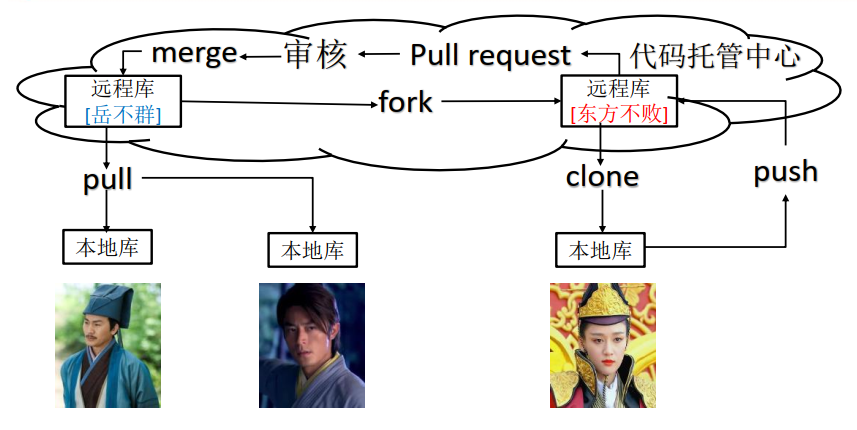 merge
审核
Pull request
代码托管中心
远程库
[岳不群]
fork
远程库
[东方不败]
pull
clone
push
本地库
本地库
本地库